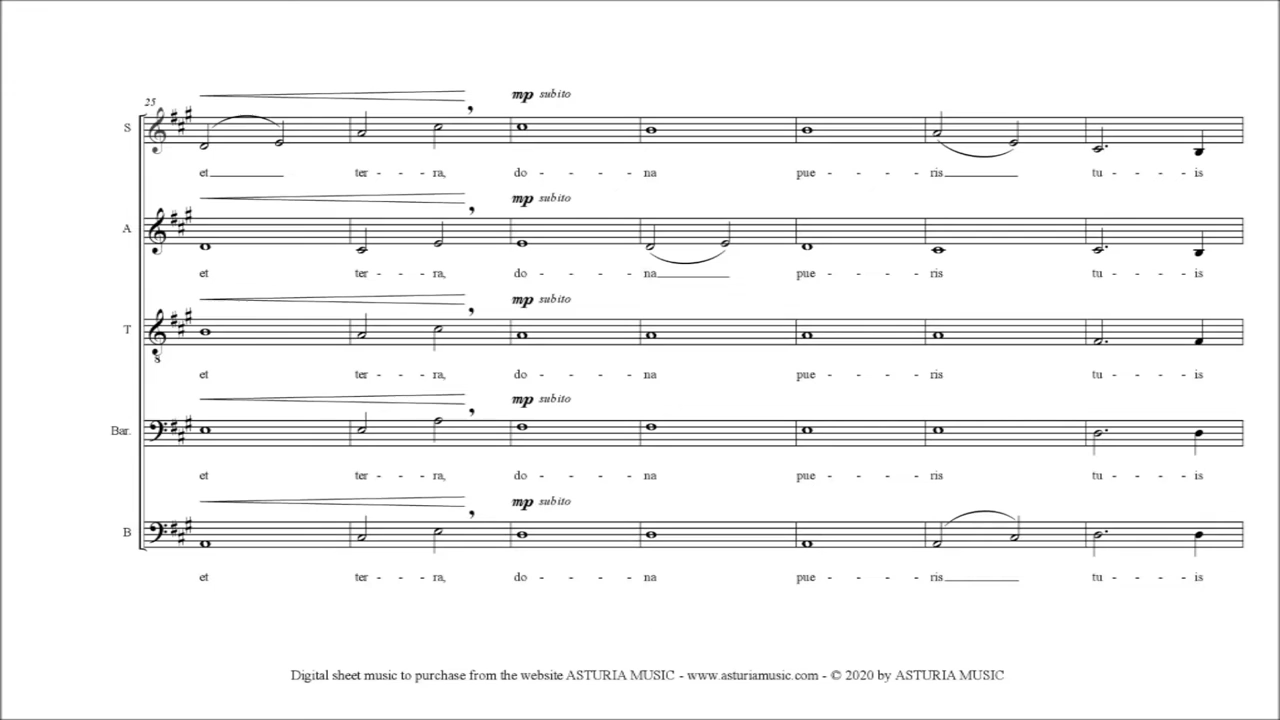 25
mp subito
S
et ter - - - ra, do - - - - na pue - - - - ris tu - - - - is
mp subito
A
et ter - - - ra, do - - - - na pue - - - - ris tu - - - - is
mp subito
T
8
et ter - - - ra, do - - - - na pue - - - - ris tu - - - - is
mp subito
Bar.
et ter - - - ra, do - - - - na pue - - - - ris tu - - - - is
mp subito
B
et ter - - - ra, do - - - - na pue - - - - ris tu - - - - is
Digital sheet music to purchase from the website ASTURIA MUSIC - www.asturiamusic.com - © 2020 by ASTURIA MUSIC